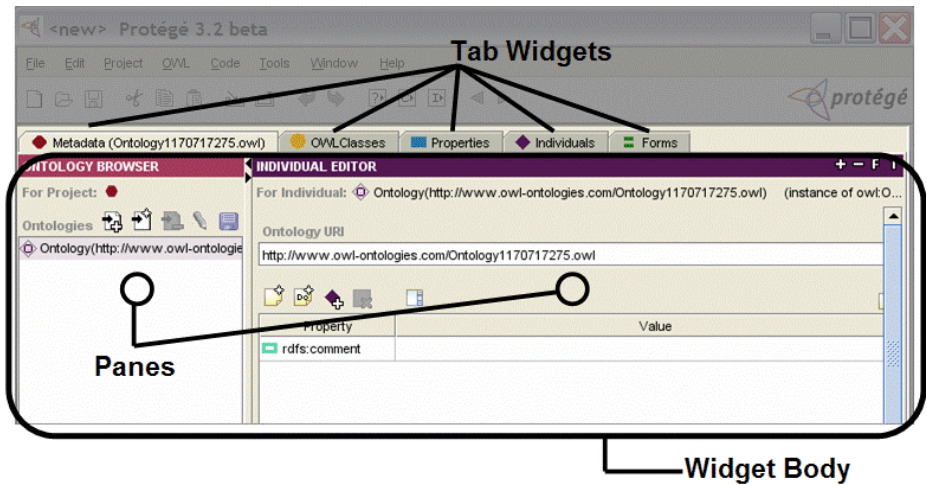 <new> Protégé 3.2 beta
Tab Widgets
File Edit Project OWL Code Tools Window Help
protégé
Metadata (Ontology1170717275.owl) OWLClasses Properties Individuals Forms
ONTOLOGY BROWSER
INDIVIDUAL EDITOR
+ − F T
For Project:
For Individual: Ontology(http://www.owl-ontologies.com/Ontology1170717275.owl) (instance of owl:O...
Ontologies
Ontology URI
Ontology(http://www.owl-ontologie
http://www.owl-ontologies.com/Ontology1170717275.owl
Property Value
rdfs:comment
Panes
Widget Body